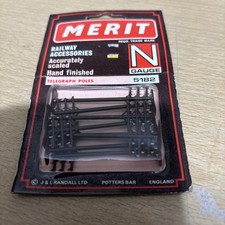 MERIT
REGD. TRADE MARK
RAILWAY
ACCESSORIES
Accurately
scaled
Hand finished
N
GAUGE
TELEGRAPH POLES
5182
J & L RANDALL LTD POTTERS BAR ENGLAND